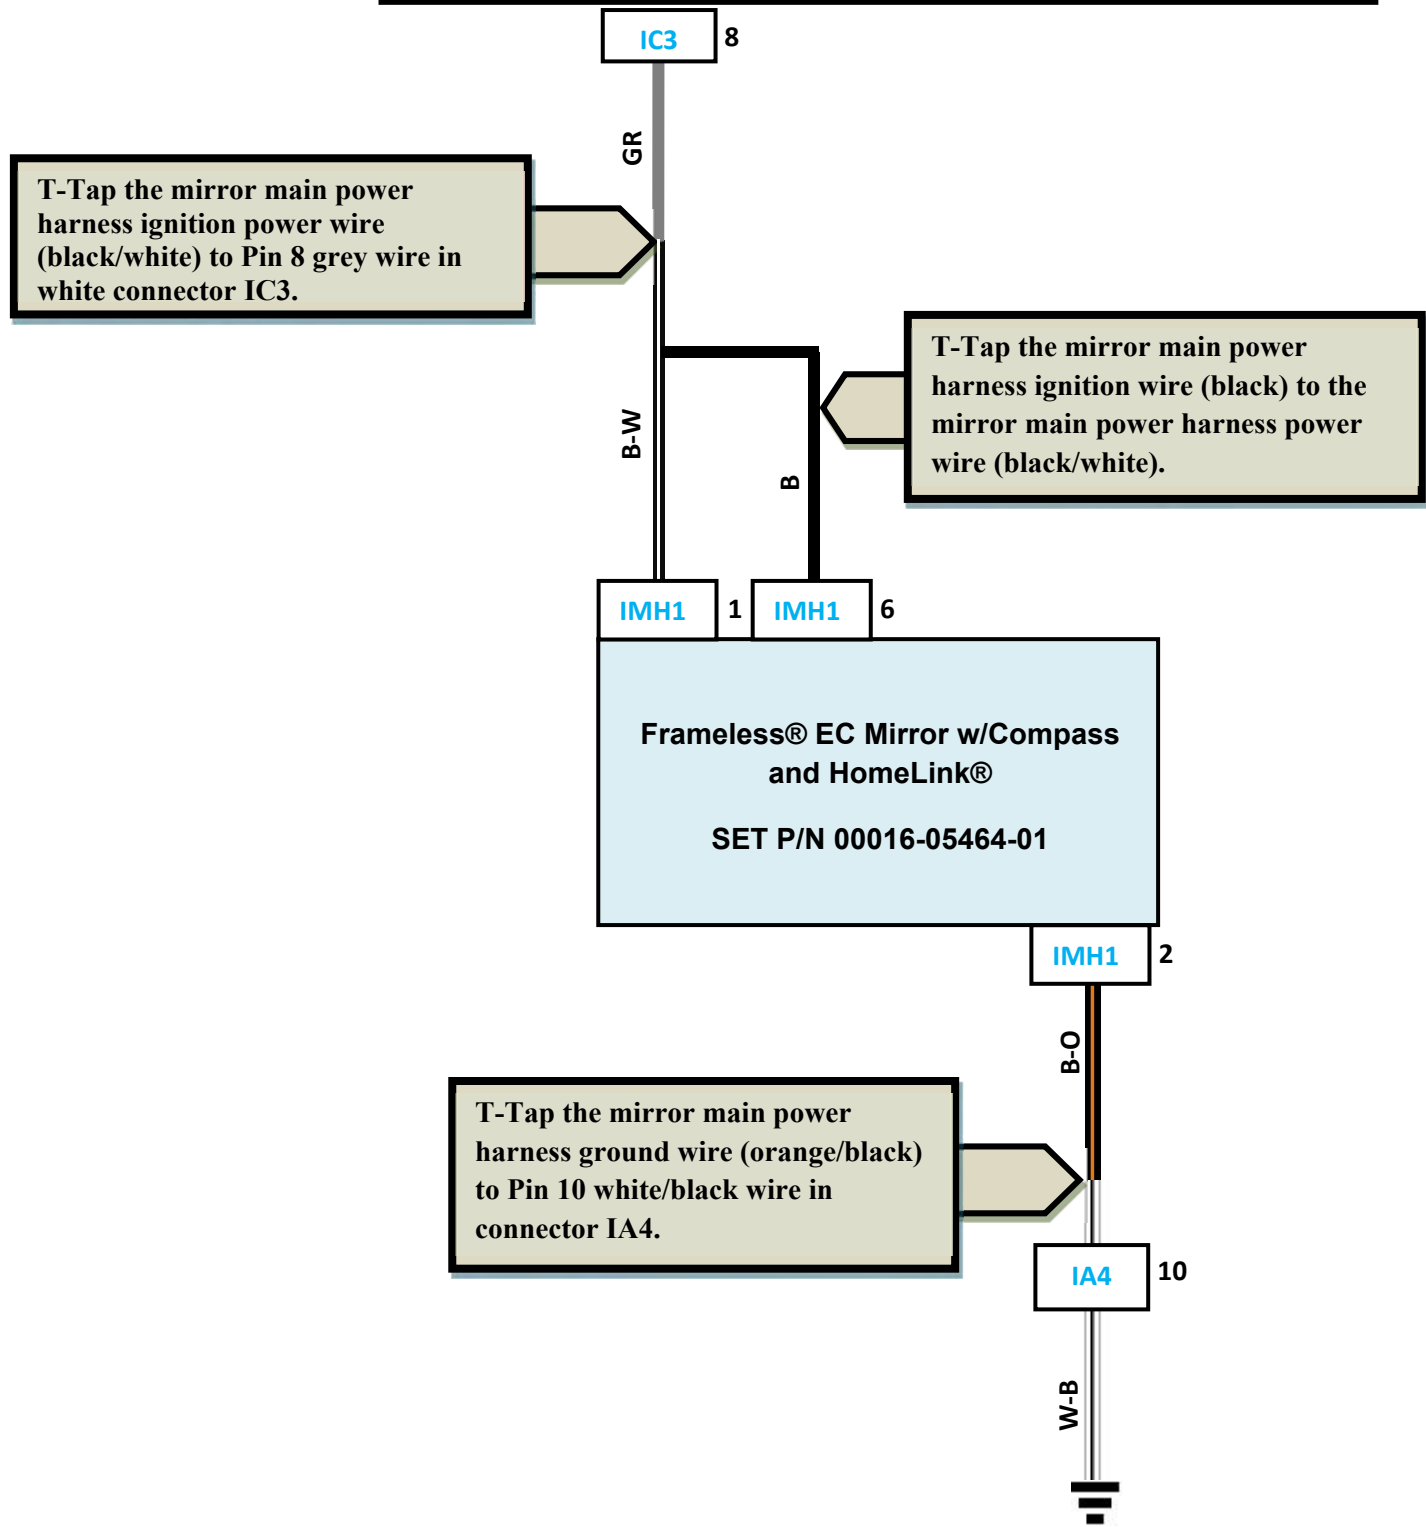 IC3 8
GR
T-Tap the mirror main power
harness ignition power wire
(black/white) to Pin 8 grey wire in
white connector IC3.
T-Tap the mirror main power
harness ignition wire (black) to the
mirror main power harness power
wire (black/white).
B-W
B
IMH1 1 IMH1 6
Frameless® EC Mirror w/Compass
and HomeLink®
SET P/N 00016-05464-01
IMH1 2
B-O
T-Tap the mirror main power
harness ground wire (orange/black)
to Pin 10 white/black wire in
connector IA4.
IA4 10
W-B